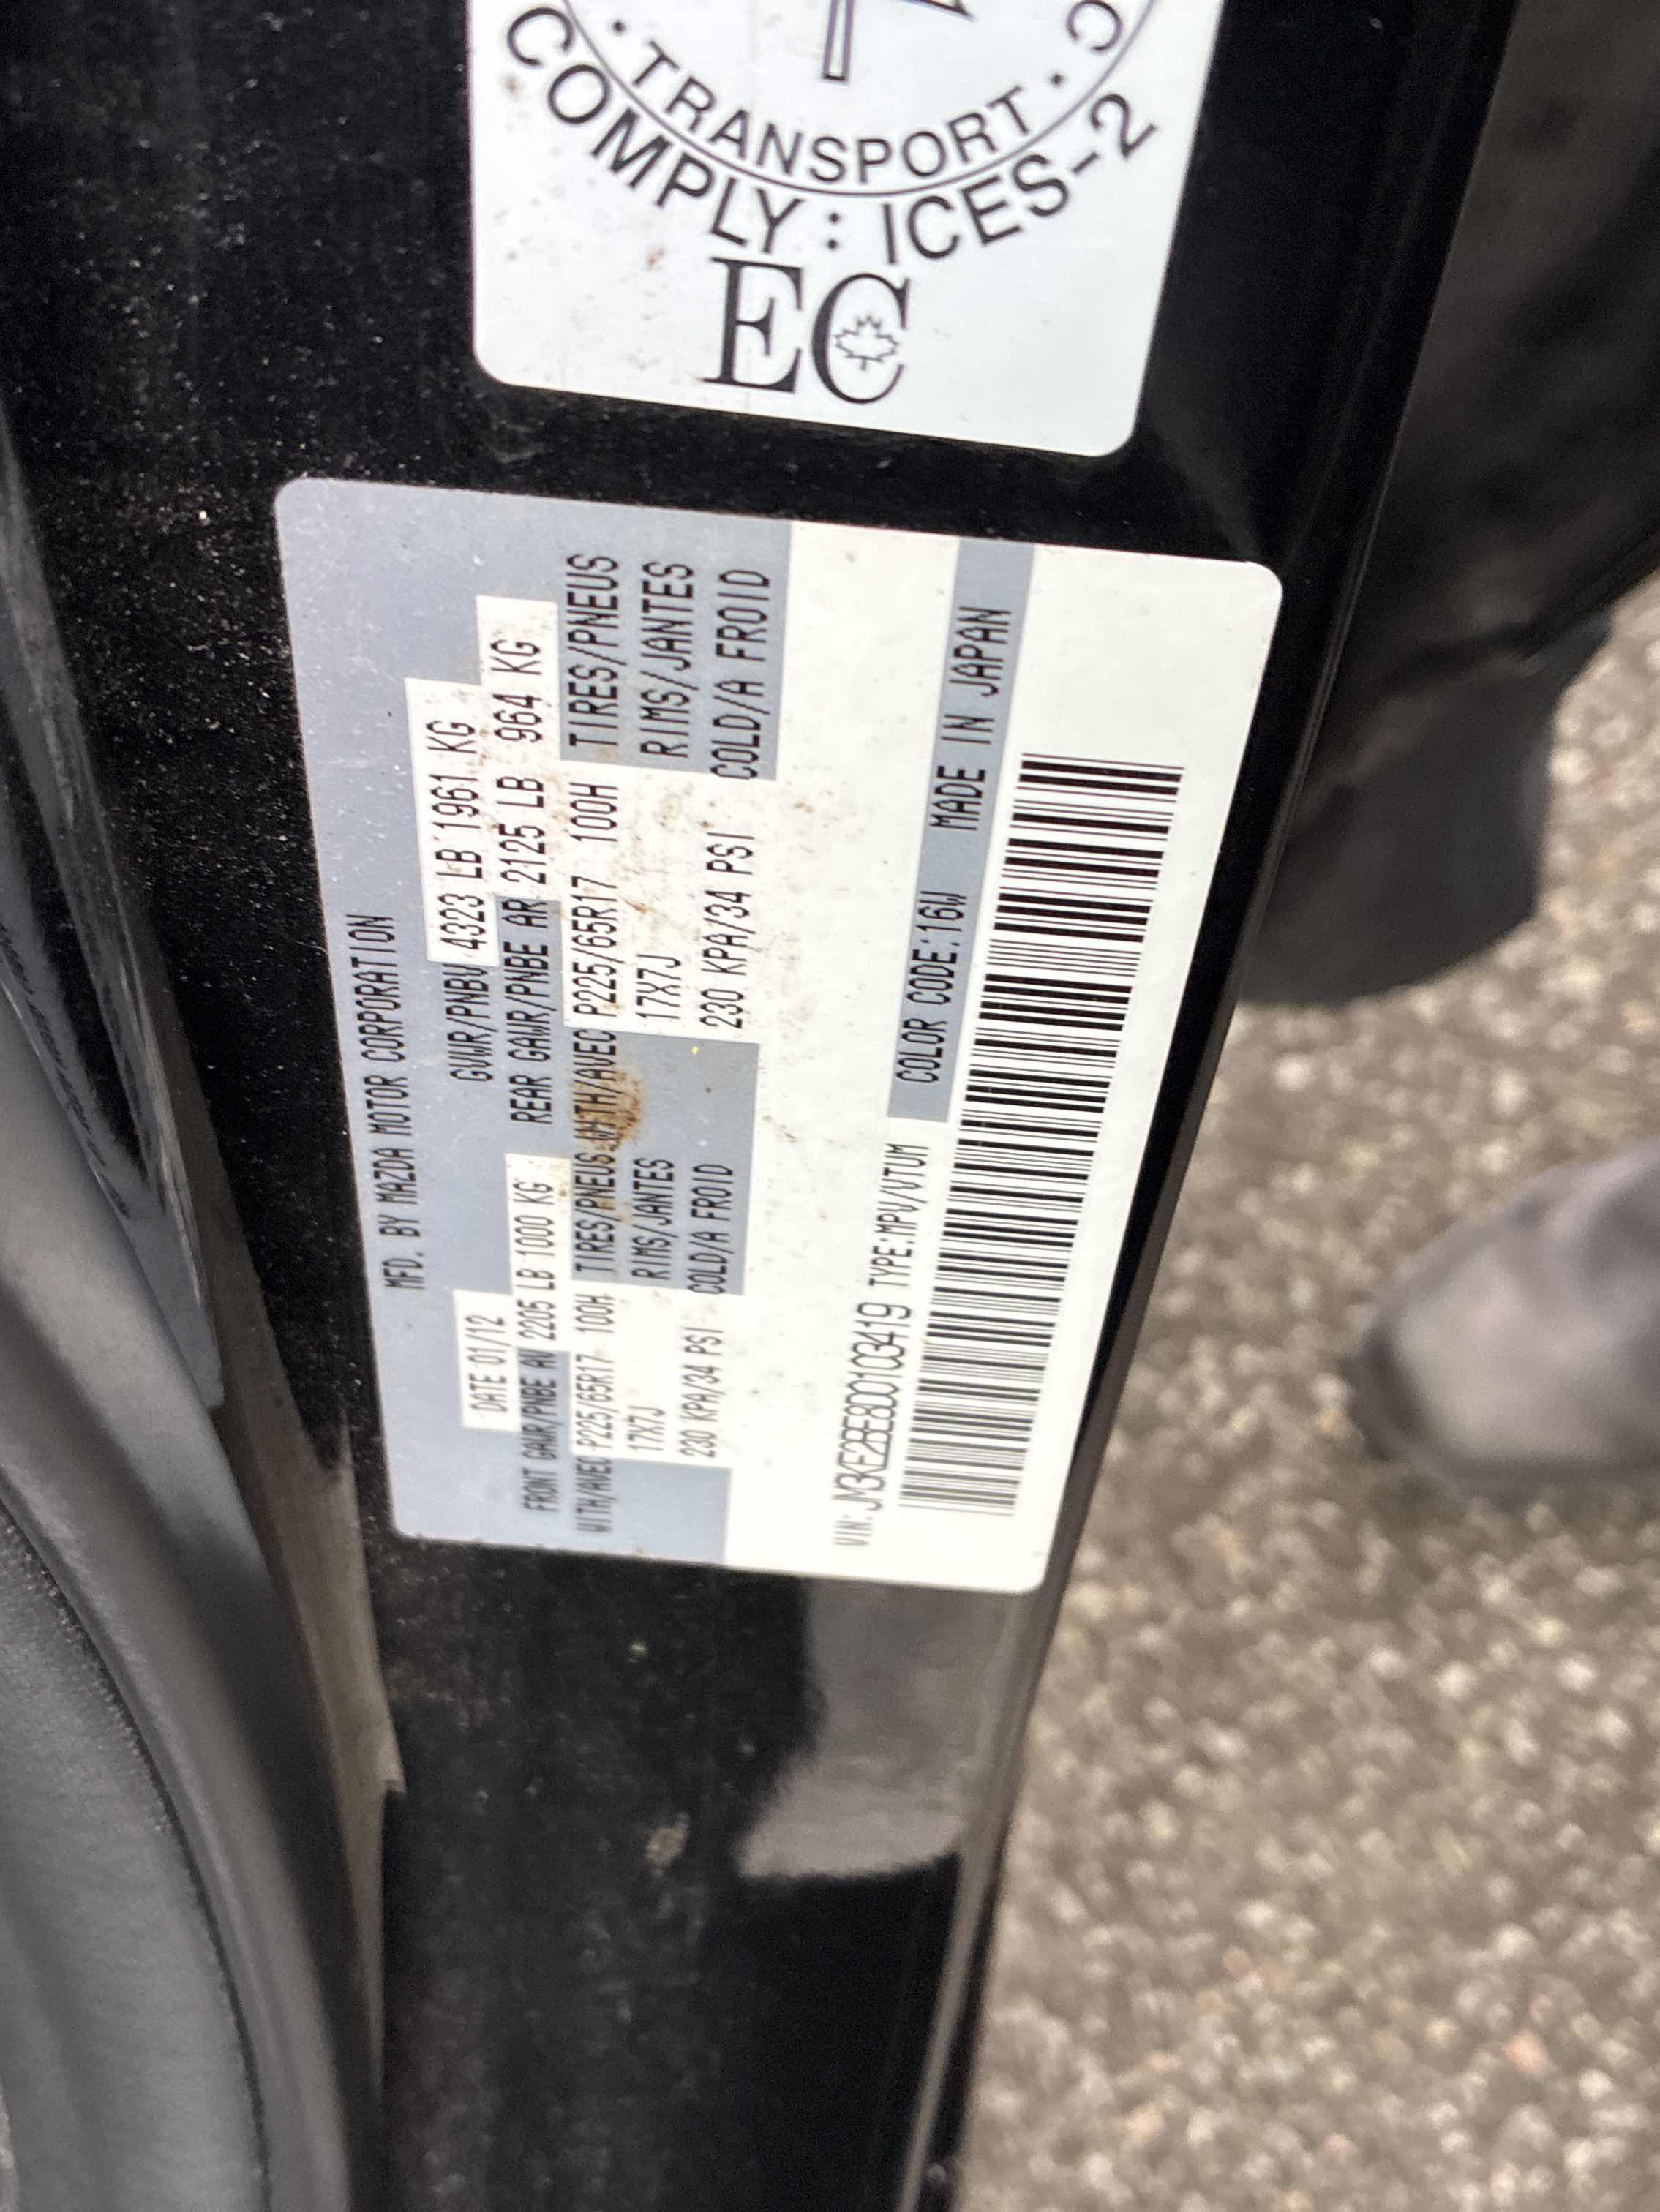 TRANSPORT · C
COMPLY: ICES-2
EC
MFD. BY MAZDA MOTOR CORPORATION
DATE 01/12 GVWR/PNBV 4323 LB 1961 KG
FRONT GAWR/PNBE AV 2205 LB 1000 KG REAR GAWR/PNBE AR 2125 LB 964 KG
WITH/AVEC P225/65R17 100H TIRES/PNEUS WITH/AVEC P225/65R17 100H TIRES/PNEUS
17X7J RIMS/JANTES 17X7J RIMS/JANTES
230 KPA/34 PSI COLD/A FROID 230 KPA/34 PSI COLD/A FROID
VIN: JM3KE2BE8D0103419 TYPE:MPV/VTUM COLOR CODE:16W MADE IN JAPAN